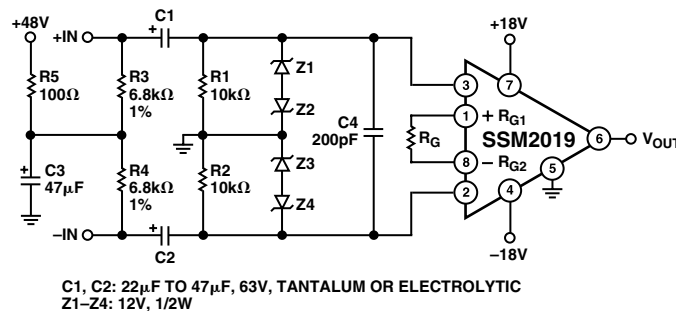 +48V
+IN
C1
+
+18V
R5
100Ω
R3
6.8kΩ
1%
R1
10kΩ
Z1
Z2
C4
200pF
3
7
1
+ RG1
RG
SSM2019
6
VOUT
+
C3
47μF
R4
6.8kΩ
1%
R2
10kΩ
Z3
Z4
8
– RG2
5
2
4
–IN
+
C2
–18V
C1, C2: 22μF TO 47μF, 63V, TANTALUM OR ELECTROLYTIC
Z1–Z4: 12V, 1/2W